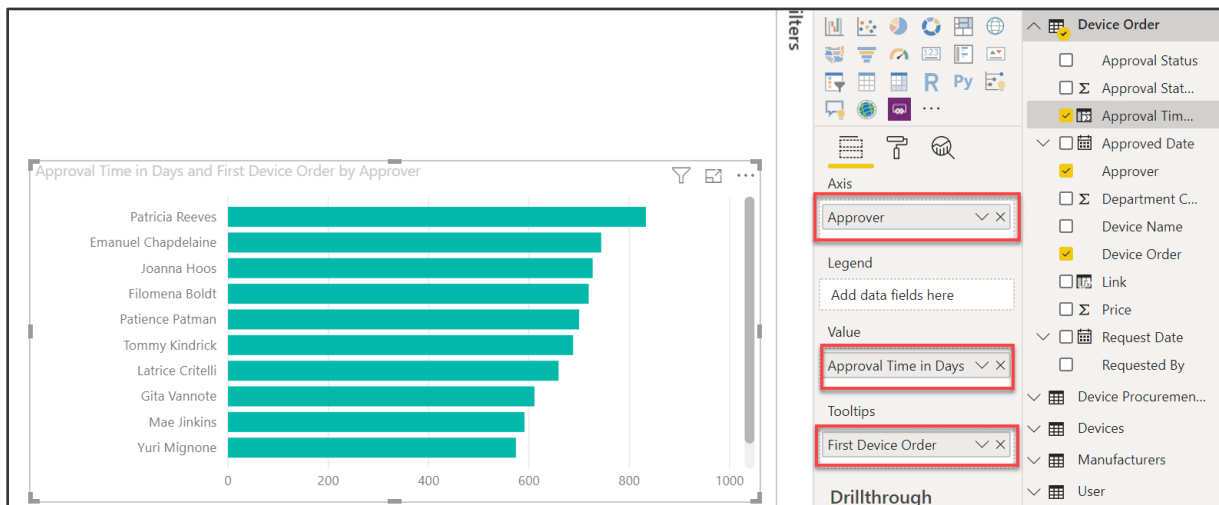 Filters
123
R
Py
Device Order
Approval Status
Approval Stat...
Approval Tim...
Approved Date
Approver
Department C...
Device Name
Device Order
Link
Price
Request Date
Requested By
Device Procuremen...
Devices
Manufacturers
User
Axis
Approver
Legend
Add data fields here
Value
Approval Time in Days
Tooltips
First Device Order
Drillthrough
Approval Time in Days and First Device Order by Approver
Patricia Reeves
Emanuel Chapdelaine
Joanna Hoos
Filomena Boldt
Patience Patman
Tommy Kindrick
Latrice Critelli
Gita Vannote
Mae Jinkins
Yuri Mignone
0 200 400 600 800 1000